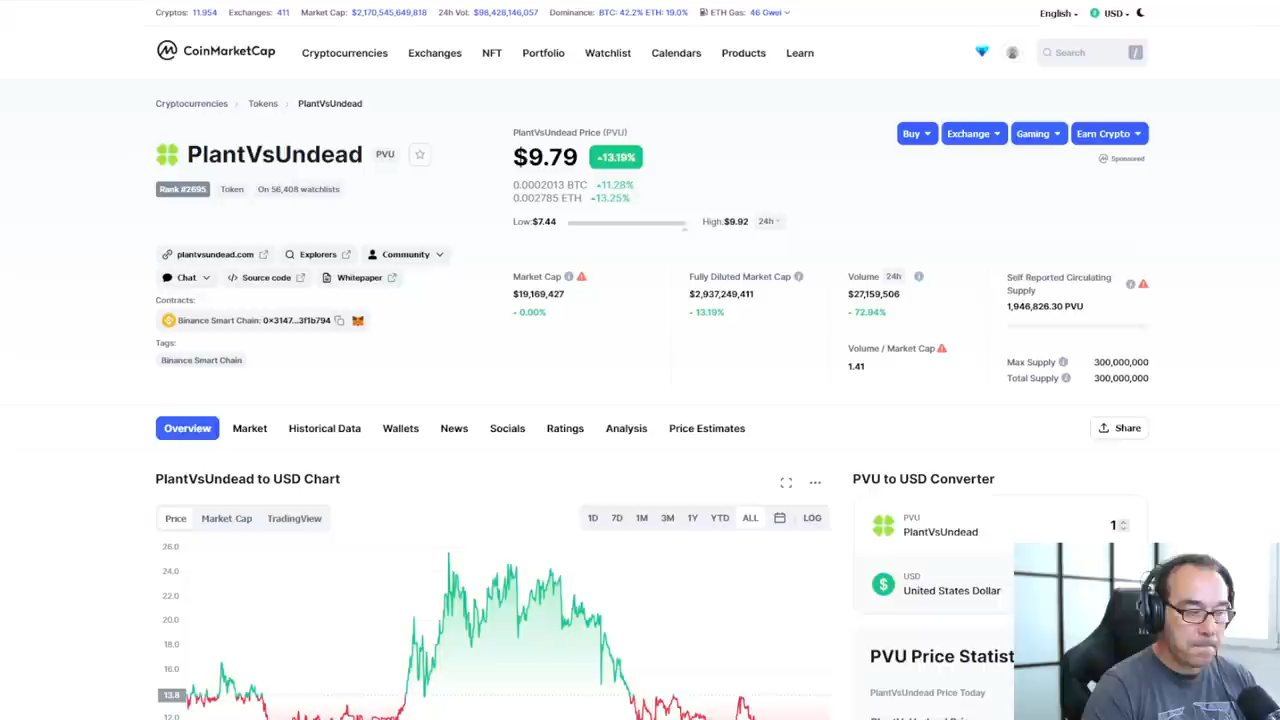 Cryptos: 11.954 Exchanges: 411 Market Cap: $2,170,545,649,818 24h Vol: $98,428,146,057 Dominance: BTC: 42.2% ETH: 19.0% ETH Gas: 46 Gwei English USD
CoinMarketCap Cryptocurrencies Exchanges NFT Portfolio Watchlist Calendars Products Learn Search /
Cryptocurrencies Tokens PlantVsUndead
PlantVsUndead PVU
Rank #2695 Token On 56,408 watchlists
PlantVsUndead Price (PVU)
$9.79 13.19%
0.0002013 BTC 11.28%
0.002785 ETH 13.25%
Low:$7.44 High:$9.92 24h
Buy Exchange Gaming Earn Crypto
Sponsored
plantvsundead.com Explorers Community
Chat Source code Whitepaper
Contracts:
Binance Smart Chain: 0x3147...3f1b794
Tags:
Binance Smart Chain
Market Cap
$19,169,427
- 0.00%
Fully Diluted Market Cap
$2,937,249,411
- 13.19%
Volume 24h
$27,159,506
- 72.94%
Volume / Market Cap
1.41
Self Reported Circulating
Supply
1,946,826.30 PVU
Max Supply 300,000,000
Total Supply 300,000,000
Overview Market Historical Data Wallets News Socials Ratings Analysis Price Estimates Share
PlantVsUndead to USD Chart
Price Market Cap TradingView 1D 7D 1M 3M 1Y YTD ALL LOG
26.0
24.0
22.0
20.0
18.0
16.0
13.8
12.0
PVU to USD Converter
PVU
PlantVsUndead 1
USD
United States Dollar
PVU Price Statist
PlantVsUndead Price Today